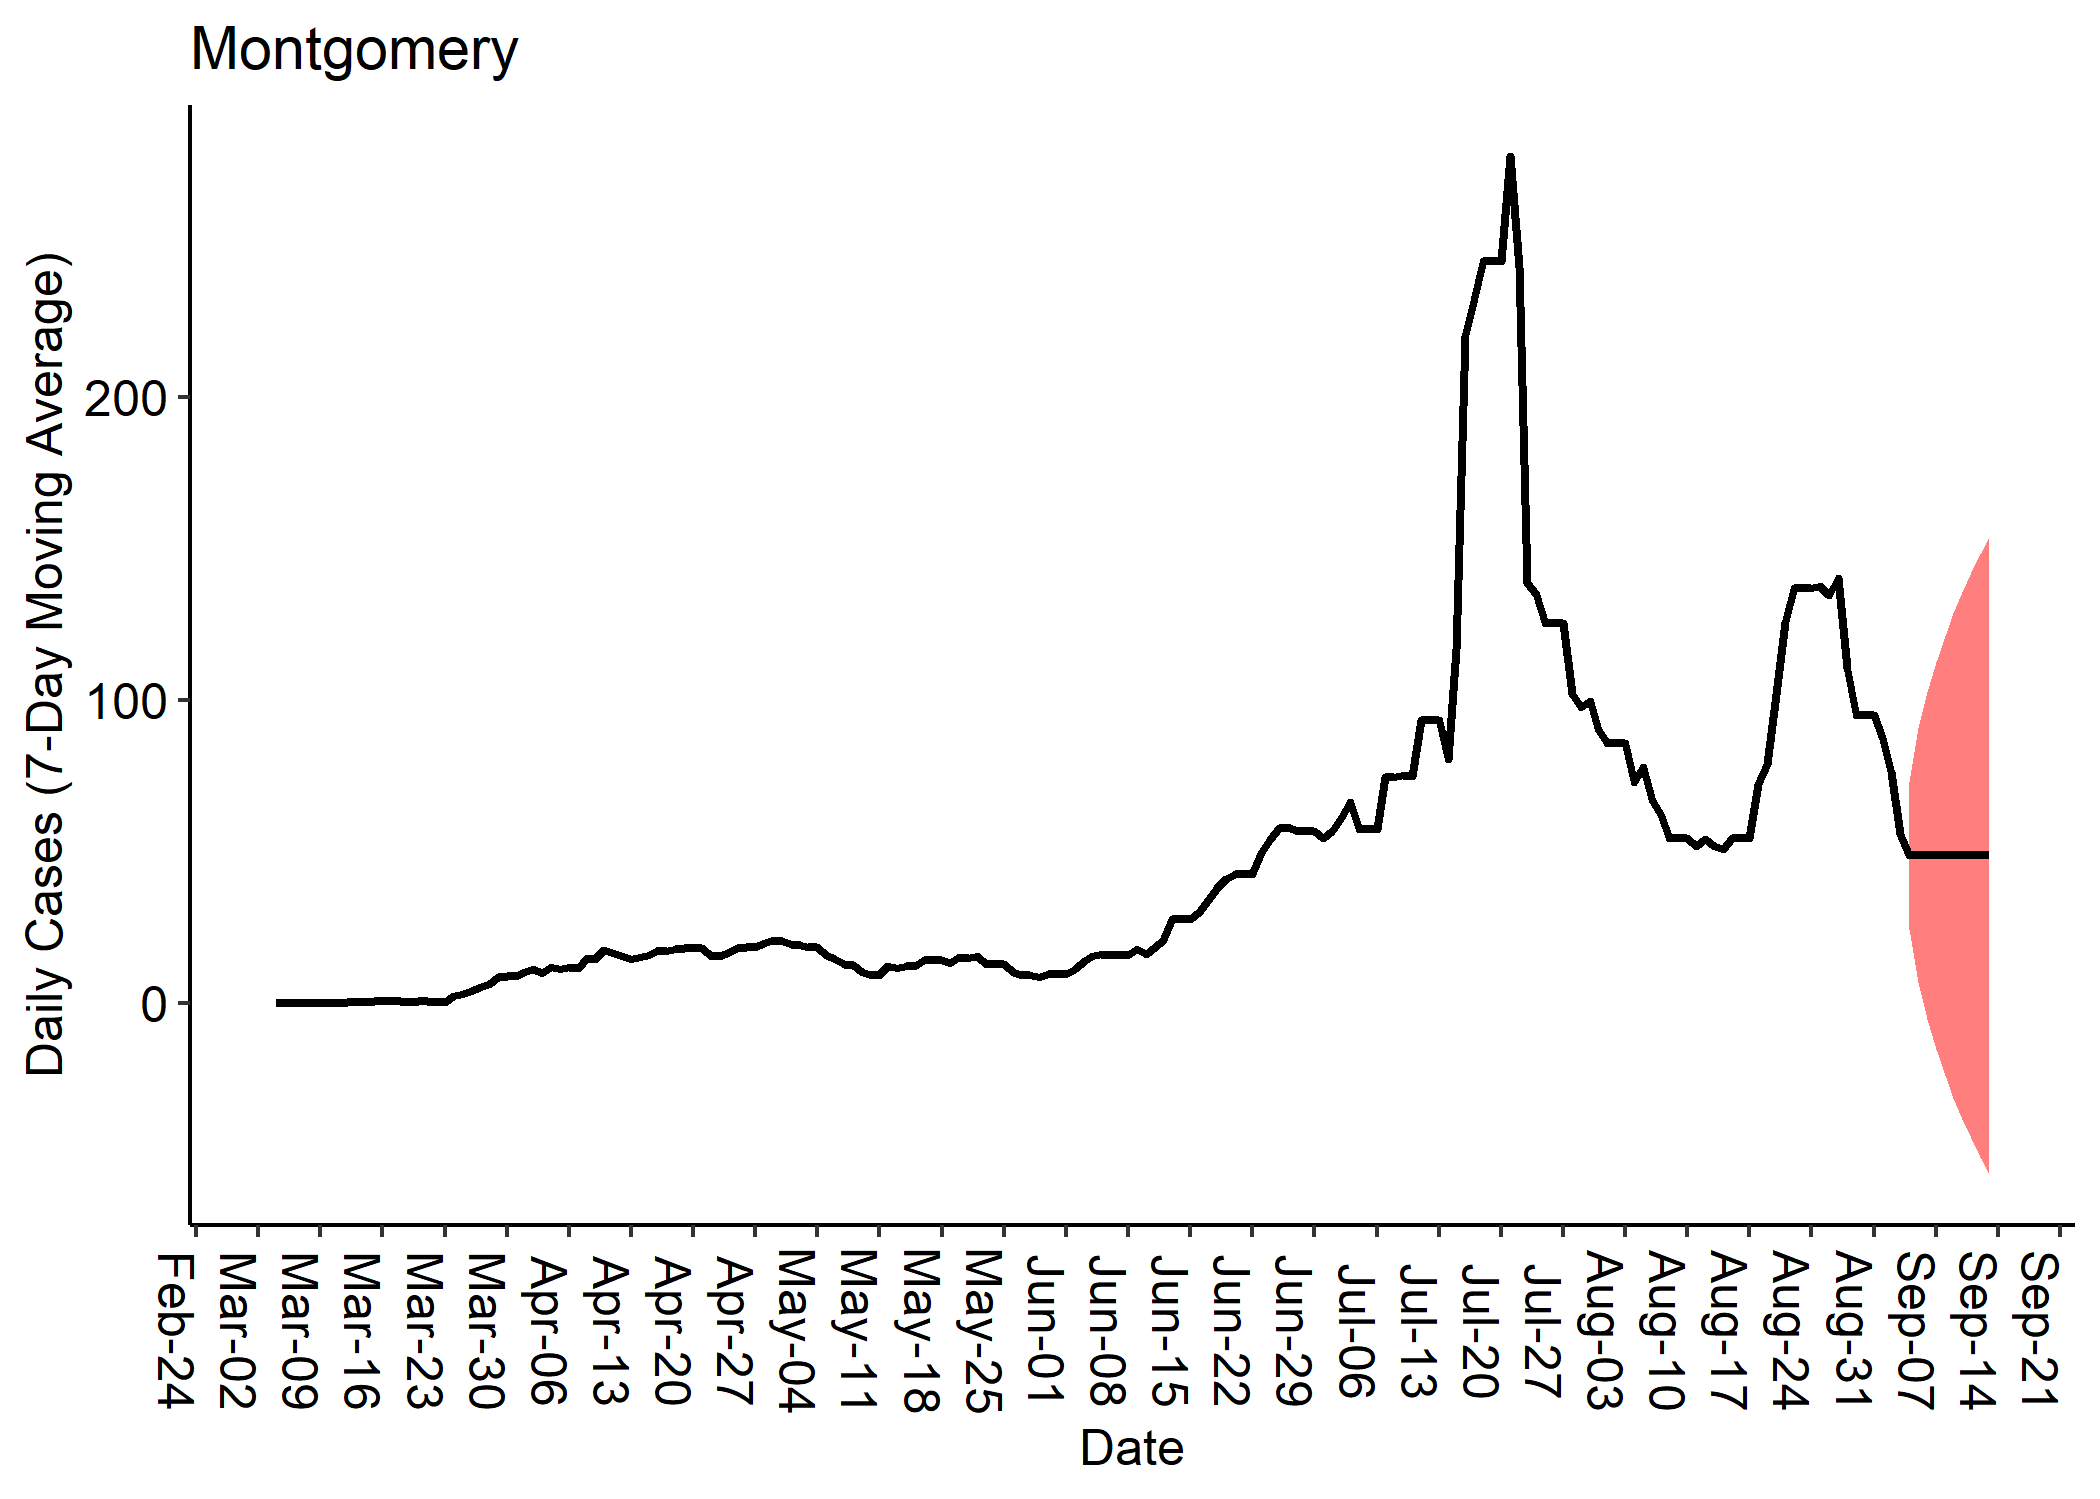 Montgomery
Daily Cases (7-Day Moving Average)
200
100
0
Feb-24
Mar-02
Mar-09
Mar-16
Mar-23
Mar-30
Apr-06
Apr-13
Apr-20
Apr-27
May-04
May-11
May-18
May-25
Jun-01
Jun-08
Jun-15
Jun-22
Jun-29
Jul-06
Jul-13
Jul-20
Jul-27
Aug-03
Aug-10
Aug-17
Aug-24
Aug-31
Sep-07
Sep-14
Sep-21
Date